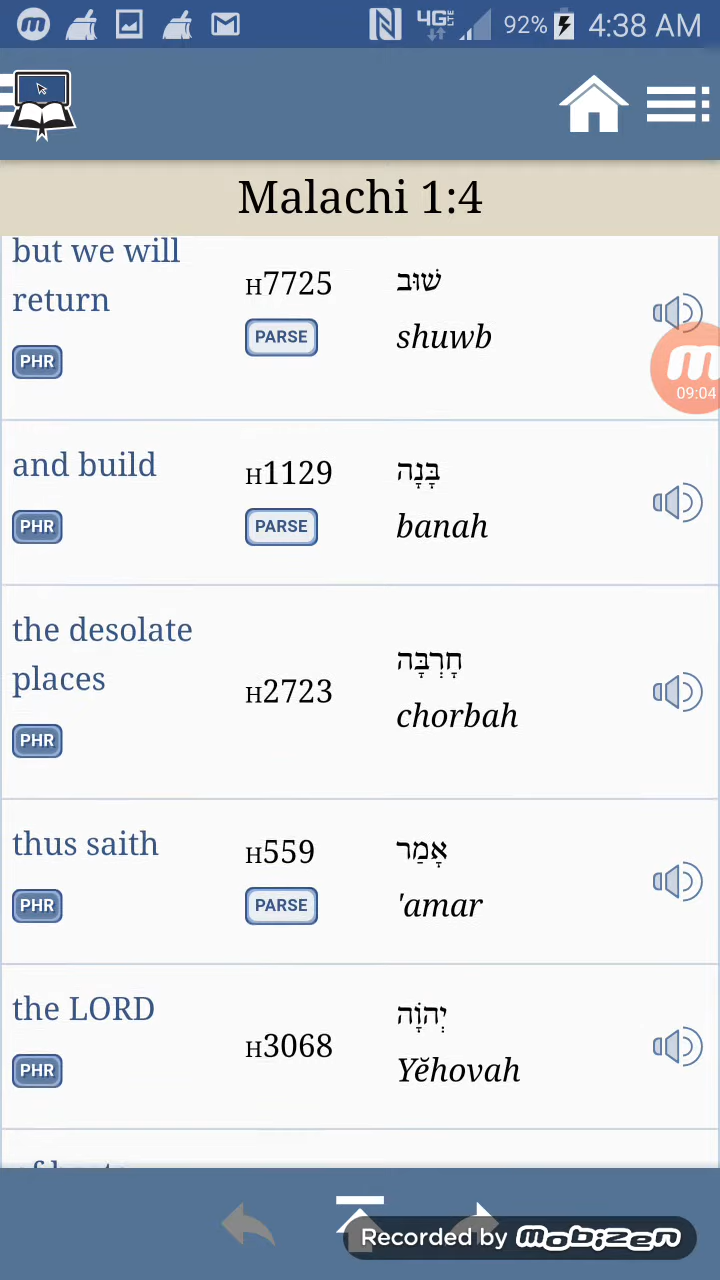 4G LTE 92% 4:38 AM
Malachi 1:4
but we will
return
PHR
H7725
PARSE
שׁוּב
shuwb
09:04
and build
PHR
H1129
PARSE
בָּנָה
banah
the desolate
places
PHR
H2723
חָרְבָּה
chorbah
thus saith
PHR
H559
PARSE
אָמַר
'amar
the LORD
PHR
H3068
יְהוָֹה
Yĕhovah
Recorded by mobizen